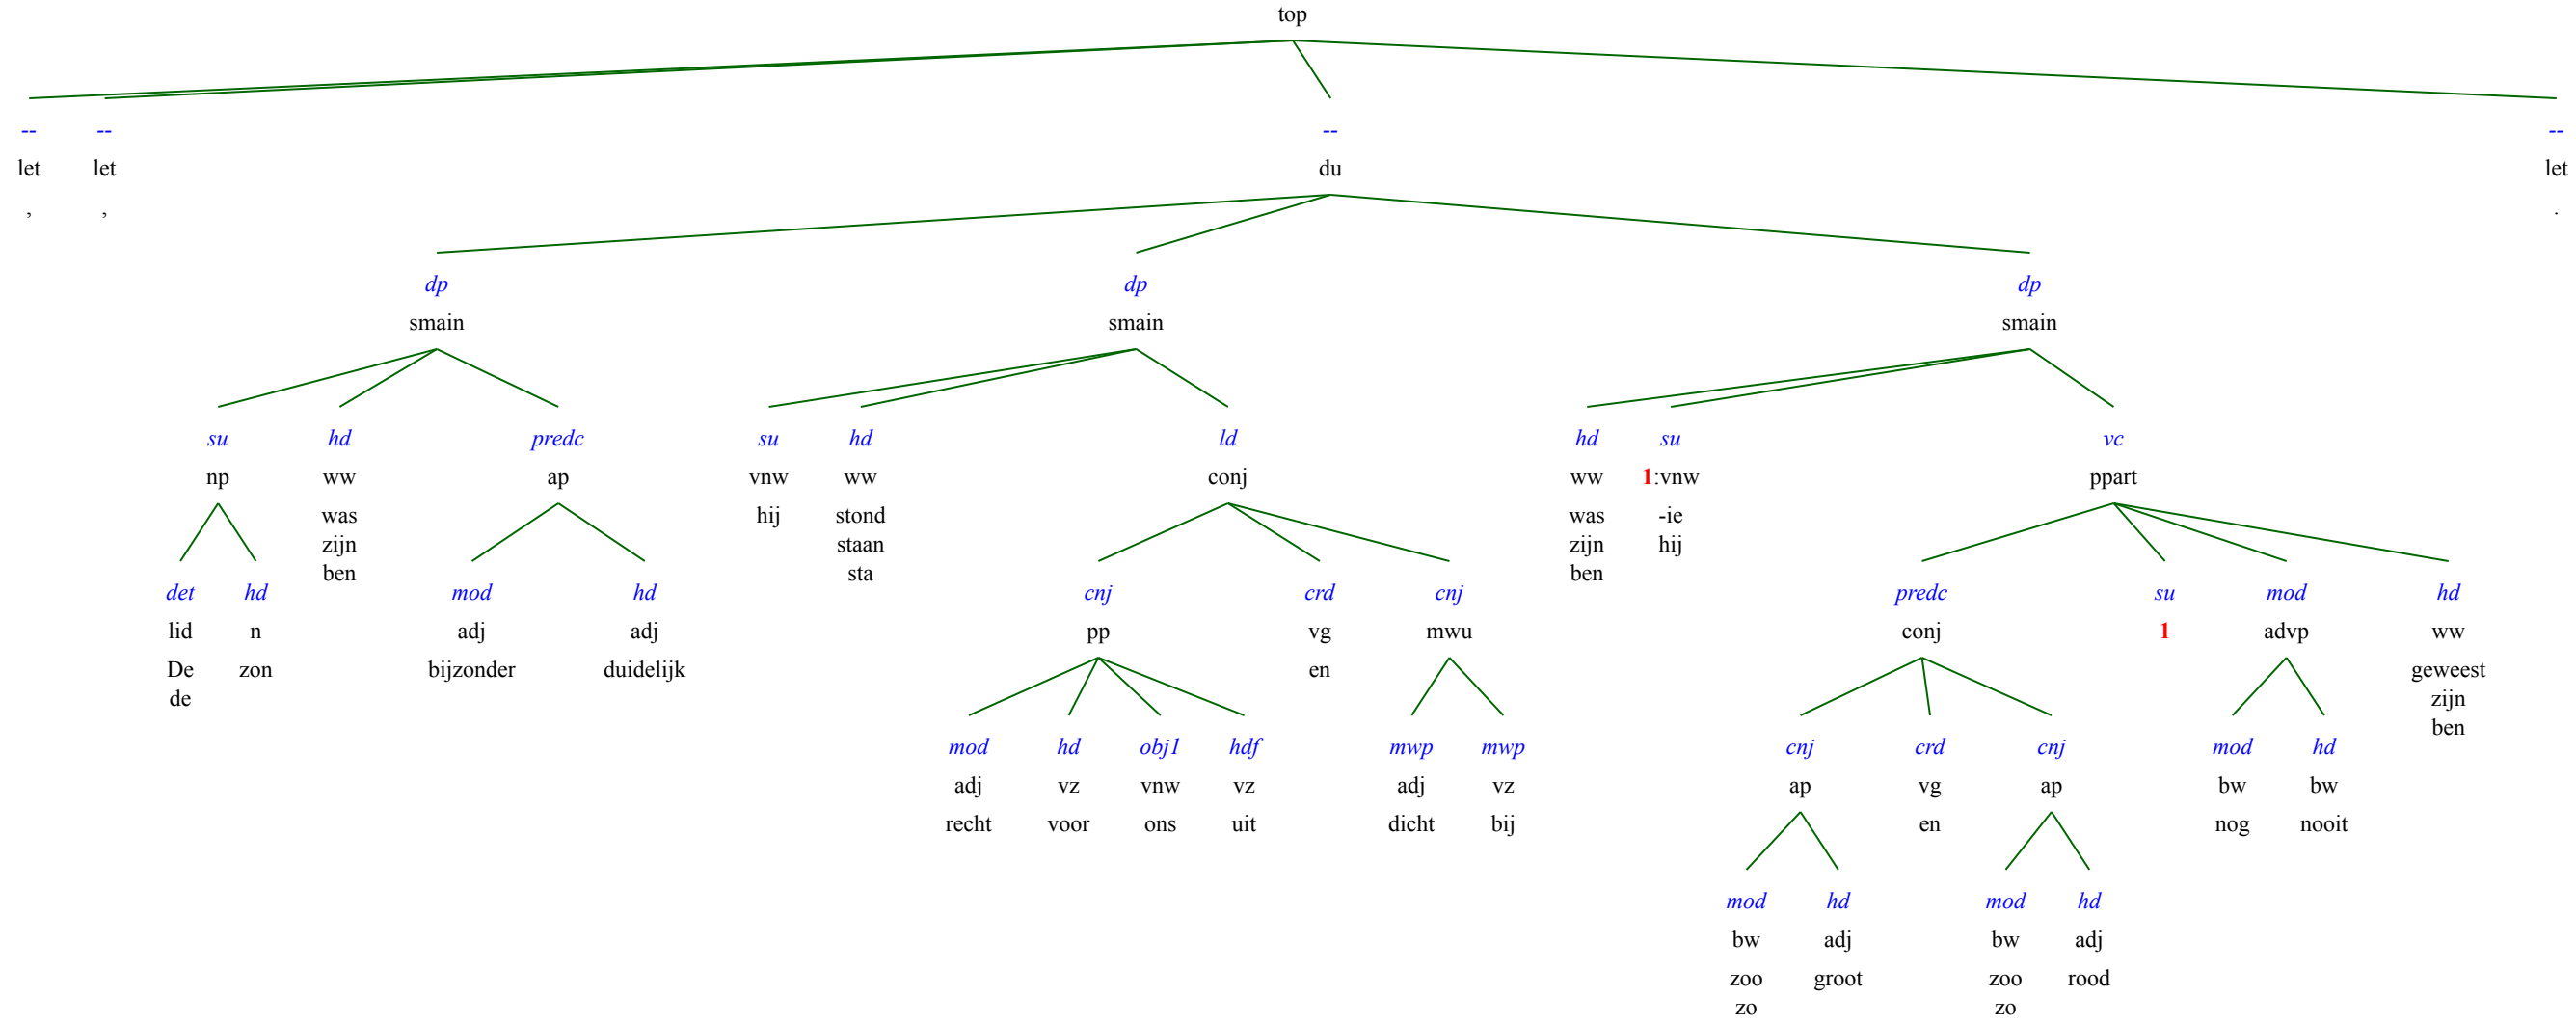 top
-- -- -- --
let let du let
, , .
dp dp dp
smain smain smain
su hd predc su hd ld hd su vc
np ww ap vnw ww conj ww 1:vnw ppart
was hij stond was -ie
zijn staan zijn hij
ben sta ben
det hd mod hd cnj crd cnj predc su mod hd
lid n adj adj pp vg mwu conj 1 advp ww
De zon bijzonder duidelijk en geweest
de zijn
ben
mod hd obj1 hdf mwp mwp cnj crd cnj mod hd
adj vz vnw vz adj vz ap vg ap bw bw
recht voor ons uit dicht bij en nog nooit
mod hd mod hd
bw adj bw adj
zoo groot zoo rood
zo zo